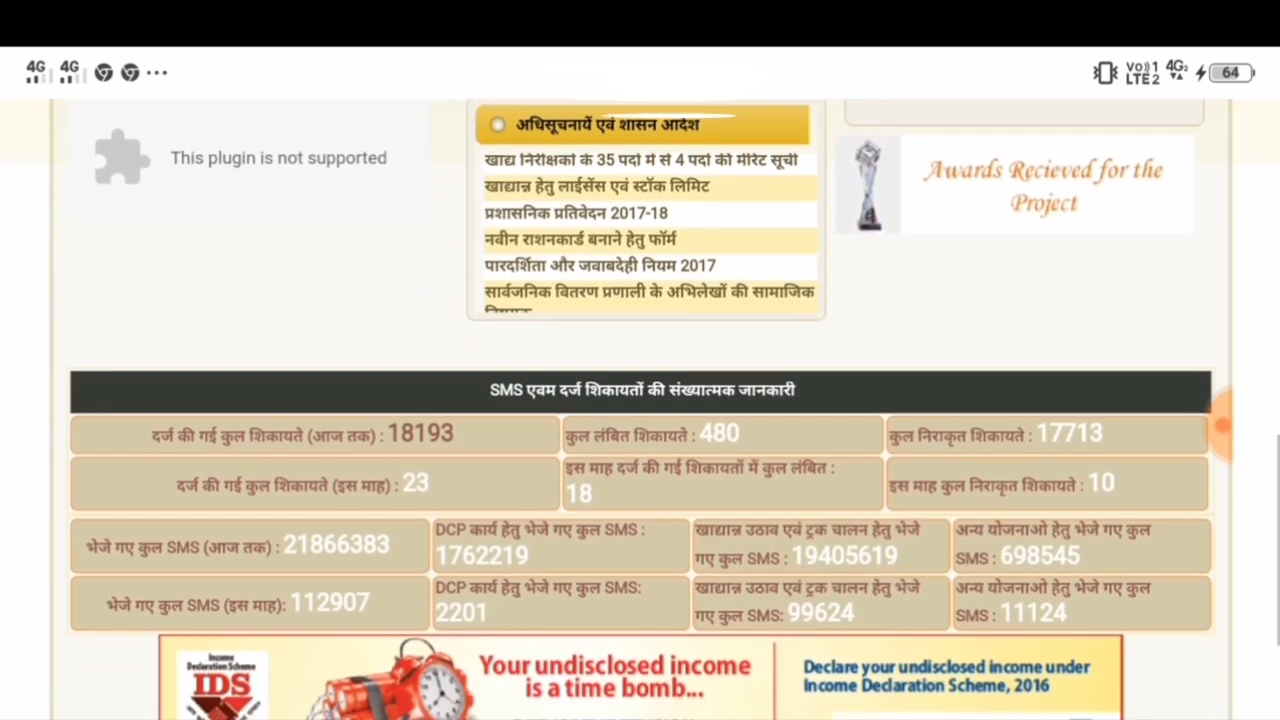 4G 4G
Vo))1 LTE2 4G2 64
This plugin is not supported
अधिसूचनायें एवं शासन आदेश
खाद्य निरीक्षकों के 35 पदों में से 4 पदों की मेरिट सूची
खाद्यान्न हेतु लाईसेंस एवं स्टॉक लिमिट
प्रशासनिक प्रतिवेदन 2017-18
नवीन राशनकार्ड बनाने हेतु फॉर्म
पारदर्शिता और जवाबदेही नियम 2017
सार्वजनिक वितरण प्रणाली के अभिलेखों की सामाजिक
Awards Recieved for the
Project
SMS एवम दर्ज शिकायतों की संख्यात्मक जानकारी
दर्ज की गई कुल शिकायते (आज तक) : 18193
कुल लंबित शिकायते : 480
कुल निराकृत शिकायते : 17713
दर्ज की गई कुल शिकायते (इस माह) : 23
इस माह दर्ज की गई शिकायतों में कुल लंबित :
18
इस माह कुल निराकृत शिकायते : 10
भेजे गए कुल SMS (आज तक) : 21866383
DCP कार्य हेतु भेजे गए कुल SMS :
1762219
खाद्यान्न उठाव एवं ट्रक चालन हेतु भेजे
गए कुल SMS : 19405619
अन्य योजनाओ हेतु भेजे गए कुल
SMS : 698545
भेजे गए कुल SMS (इस माह): 112907
DCP कार्य हेतु भेजे गए कुल SMS:
2201
खाद्यान्न उठाव एवं ट्रक चालन हेतु भेजे
गए कुल SMS: 99624
अन्य योजनाओ हेतु भेजे गए कुल
SMS : 11124
Income
Declaration Scheme
IDS
Your undisclosed income
is a time bomb...
Declare your undisclosed income under
Income Declaration Scheme, 2016